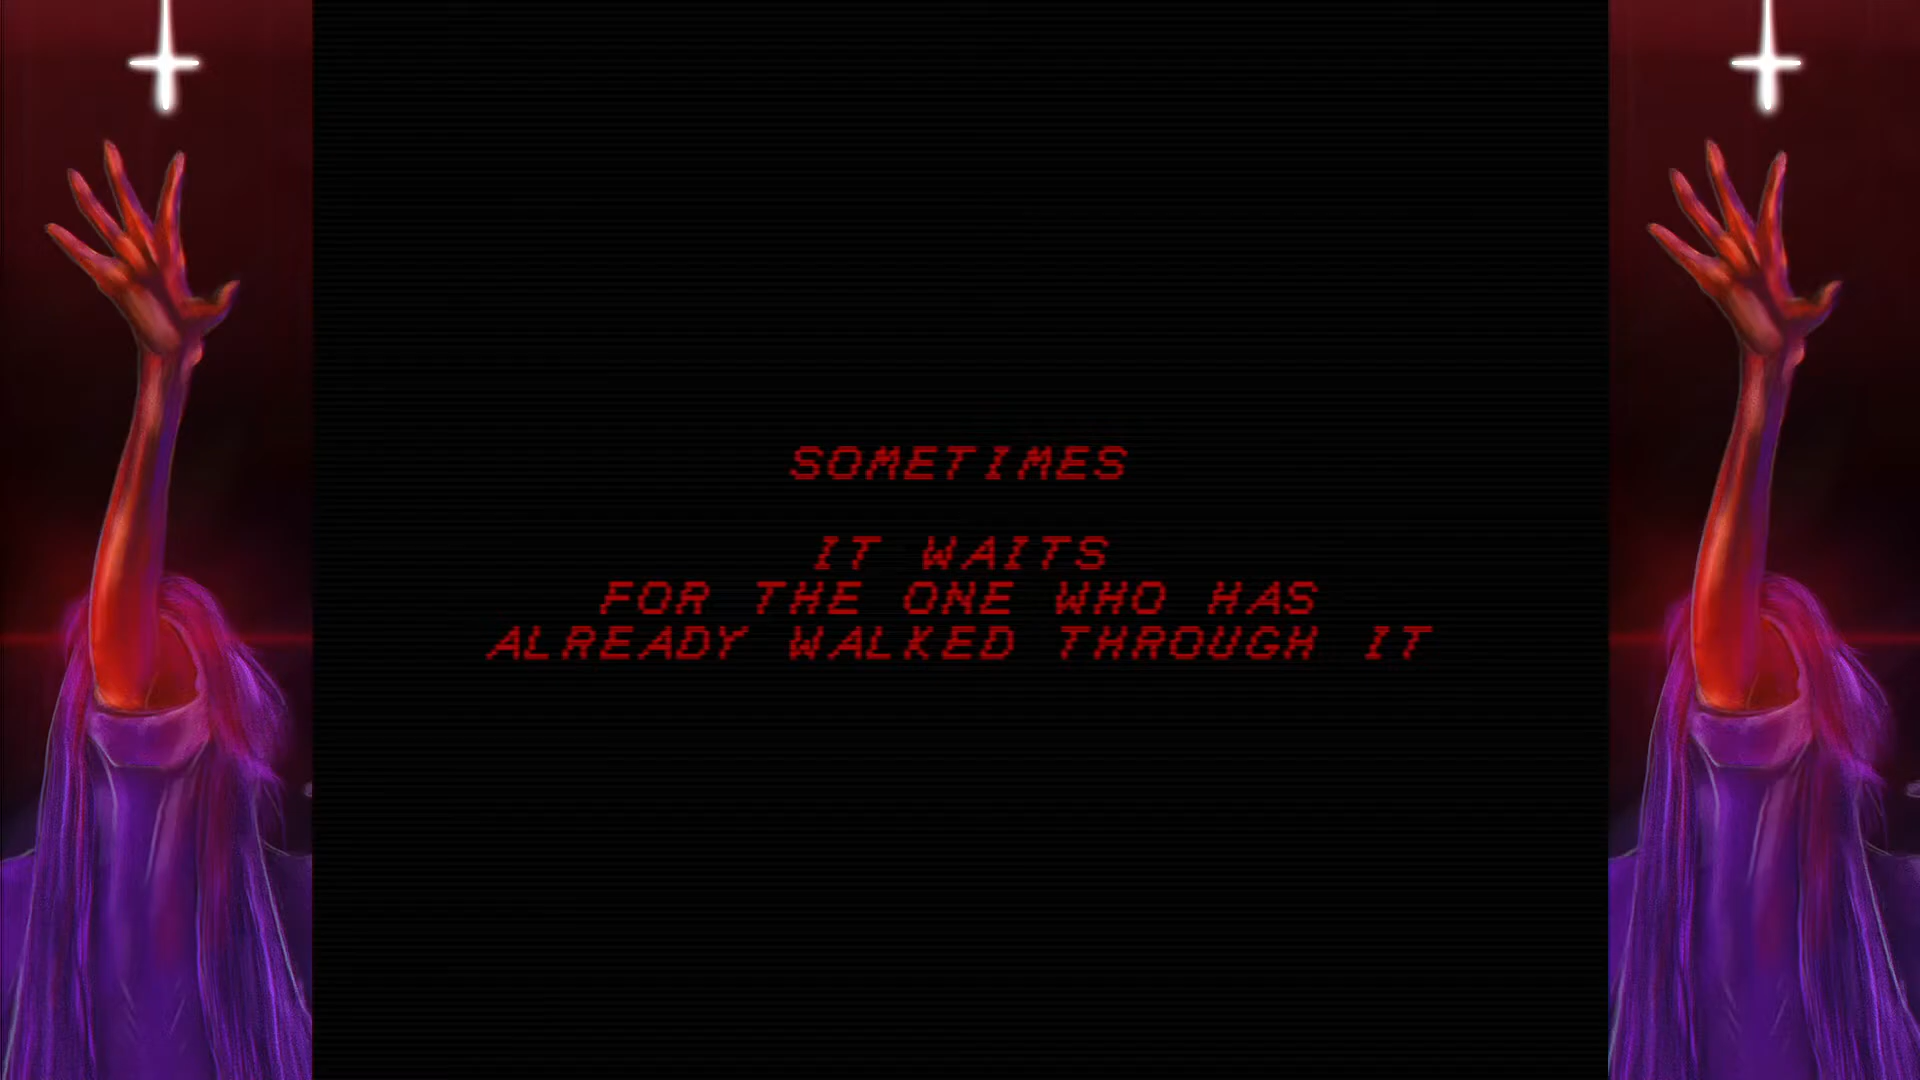 SOMETIMES
IT WAITS
FOR THE ONE WHO HAS
ALREADY WALKED THROUGH IT